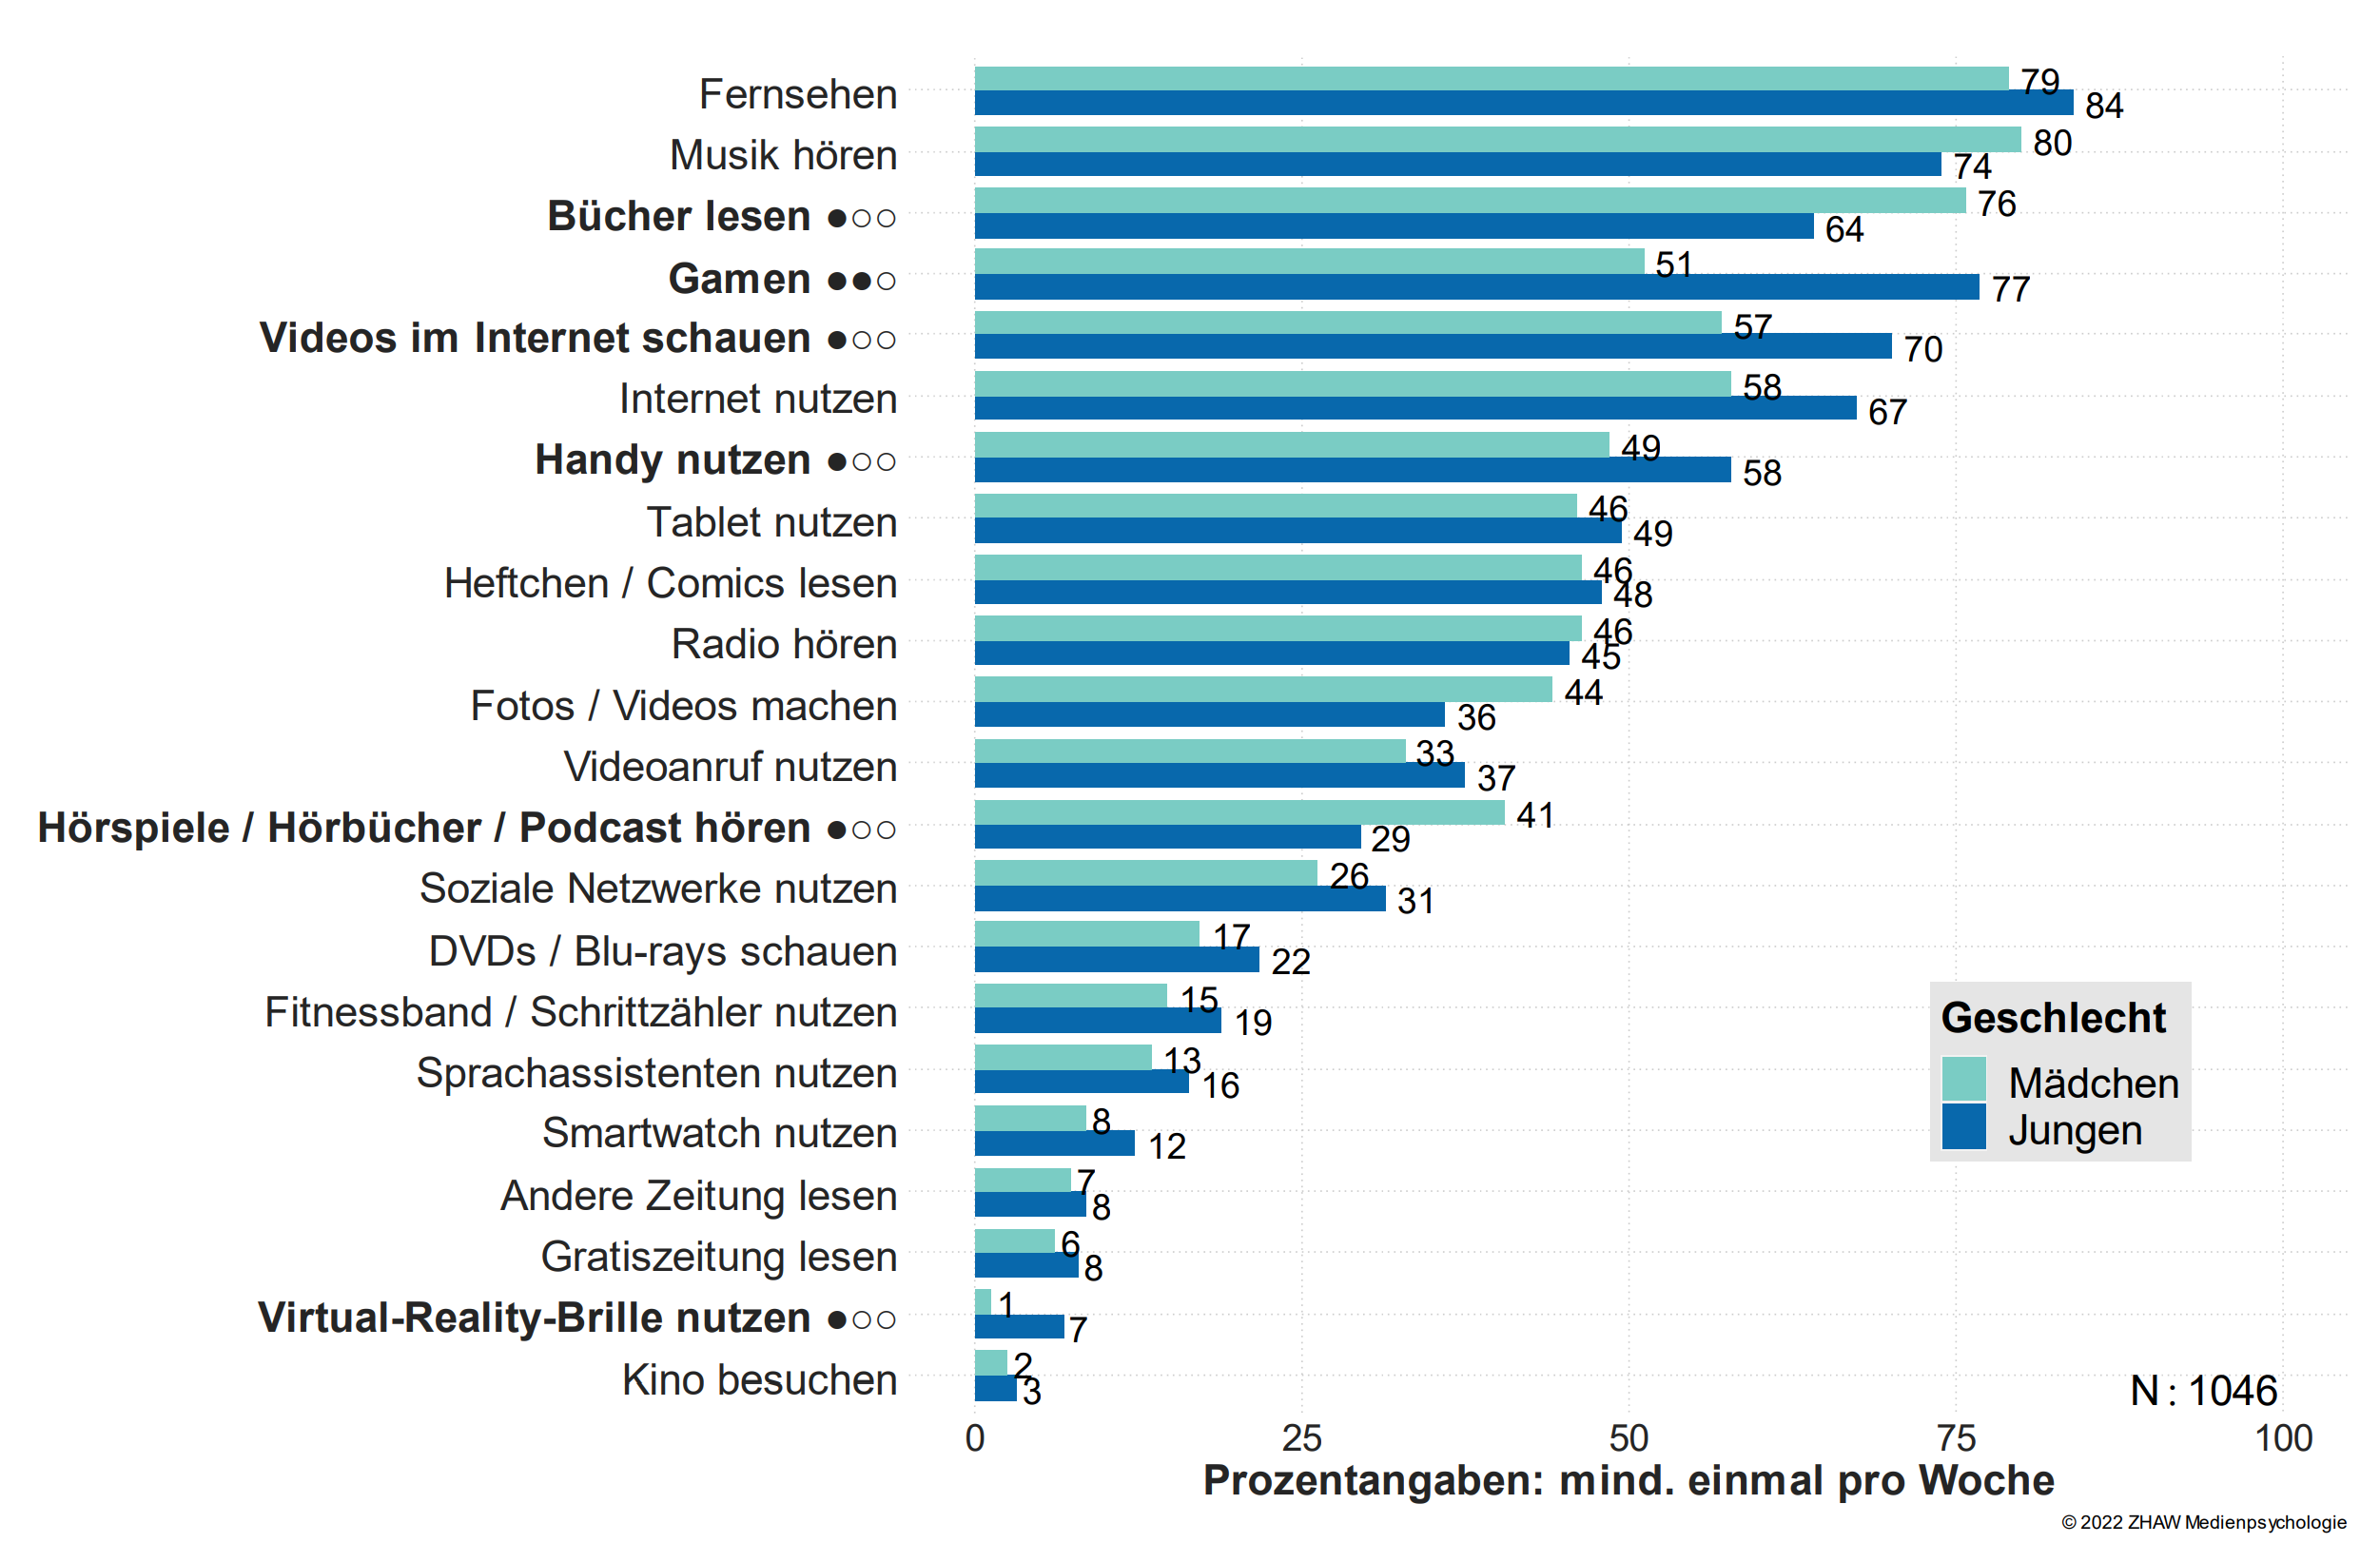 Fernsehen 79 84
Musik hören 80 74
Bücher lesen ●○○ 76 64
Gamen ●●○ 51 77
Videos im Internet schauen ●○○ 57 70
Internet nutzen 58 67
Handy nutzen ●○○ 49 58
Tablet nutzen 46 49
Heftchen / Comics lesen 46 48
Radio hören 46 45
Fotos / Videos machen 44 36
Videoanruf nutzen 33 37
Hörspiele / Hörbücher / Podcast hören ●○○ 41 29
Soziale Netzwerke nutzen 26 31
DVDs / Blu-rays schauen 17 22
Fitnessband / Schrittzähler nutzen 15 19
Sprachassistenten nutzen 13 16
Smartwatch nutzen 8 12
Andere Zeitung lesen 7 8
Gratiszeitung lesen 6 8
Virtual-Reality-Brille nutzen ●○○ 1 7
Kino besuchen 2 3
Geschlecht
Mädchen
Jungen
N : 1046
0 25 50 75 100
Prozentangaben: mind. einmal pro Woche
© 2022 ZHAW Medienpsychologie